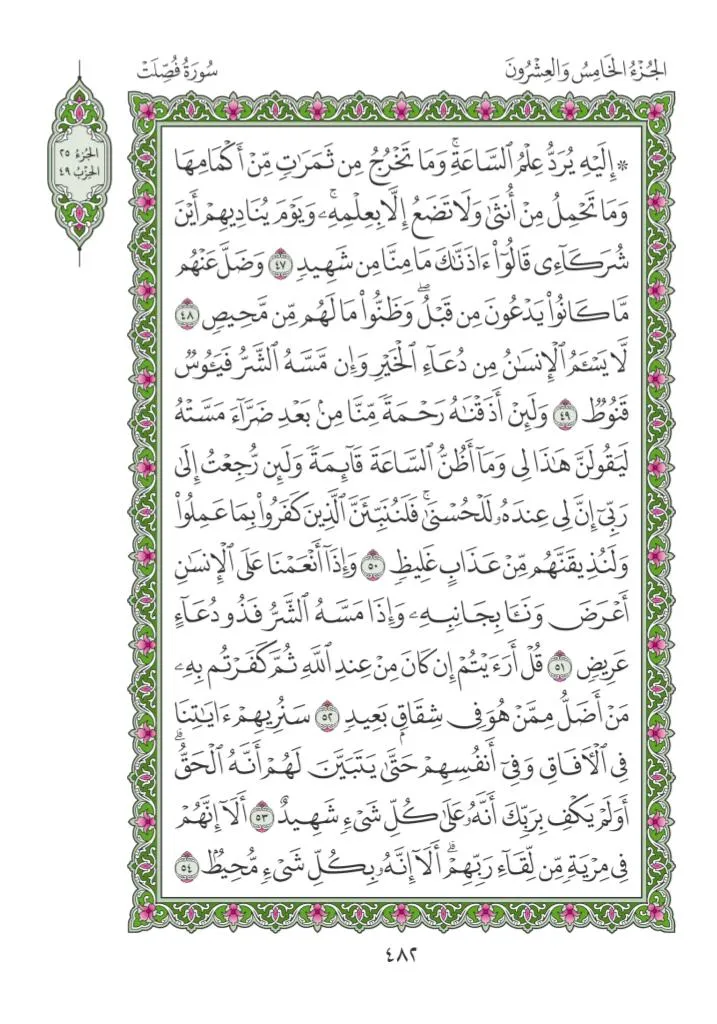 الجُزْءُ الخَامِسُ وَالعِشْرُونَ
سُورَةُ فُصِّلَتْ
الجُزْءُ ٢٥
الحِزْبُ ٤٩
* إِلَيْهِ يُرَدُّ عِلْمُ ٱلسَّاعَةِۚ وَمَا تَخْرُجُ مِن ثَمَرَٰتٖ مِّنْ أَكْمَامِهَا
وَمَا تَحْمِلُ مِنْ أُنثَىٰ وَلَا تَضَعُ إِلَّا بِعِلْمِهِۦۚ وَيَوْمَ يُنَادِيهِمْ أَيْنَ
شُرَكَآءِي قَالُوٓاْ ءَاذَنَّٰكَ مَامِنَّا مِن شَهِيدٖ ٤٧ وَضَلَّ عَنْهُم
مَّا كَانُواْ يَدْعُونَ مِن قَبْلُۖ وَظَنُّواْ مَا لَهُم مِّن مَّحِيصٖ ٤٨
لَّا يَسْـَٔمُ ٱلْإِنسَٰنُ مِن دُعَآءِ ٱلْخَيْرِ وَإِن مَّسَّهُ ٱلشَّرُّ فَيَـُٔوسٞ
قَنُوطٞ ٤٩ وَلَئِنْ أَذَقْنَٰهُ رَحْمَةٗ مِّنَّا مِنۢ بَعْدِ ضَرَّآءَ مَسَّتْهُ
لَيَقُولَنَّ هَٰذَا لِي وَمَآ أَظُنُّ ٱلسَّاعَةَ قَآئِمَةٗ وَلَئِن رُّجِعْتُ إِلَىٰ
رَبِّيٓ إِنَّ لِي عِندَهُۥ لَلْحُسْنَىٰۚ فَلَنُنَبِّئَنَّ ٱلَّذِينَ كَفَرُواْ بِمَا عَمِلُواْ
وَلَنُذِيقَنَّهُم مِّنْ عَذَابٍ غَلِيظٖ ٥٠ وَإِذَآ أَنْعَمْنَا عَلَى ٱلْإِنسَٰنِ
أَعْرَضَ وَنَـَٔا بِجَانِبِهِۦ وَإِذَا مَسَّهُ ٱلشَّرُّ فَذُو دُعَآءٍ
عَرِيضٖ ٥١ قُلْ أَرَءَيْتُمْ إِن كَانَ مِنْ عِندِ ٱللَّهِ ثُمَّ كَفَرْتُم بِهِۦ
مَنْ أَضَلُّ مِمَّنْ هُوَ فِي شِقَاقِۭ بَعِيدٖ ٥٢ سَنُرِيهِمْ ءَايَٰتِنَا
فِي ٱلْأٓفَاقِ وَفِيٓ أَنفُسِهِمْ حَتَّىٰ يَتَبَيَّنَ لَهُمْ أَنَّهُ ٱلْحَقُّۗ
أَوَلَمْ يَكْفِ بِرَبِّكَ أَنَّهُۥ عَلَىٰ كُلِّ شَيْءٖ شَهِيدٌ ٥٣ أَلَآ إِنَّهُمْ
فِي مِرْيَةٖ مِّن لِّقَآءِ رَبِّهِمْۗ أَلَآ إِنَّهُۥ بِكُلِّ شَيْءٖ مُّحِيطُۢ ٥٤
٤٨٢